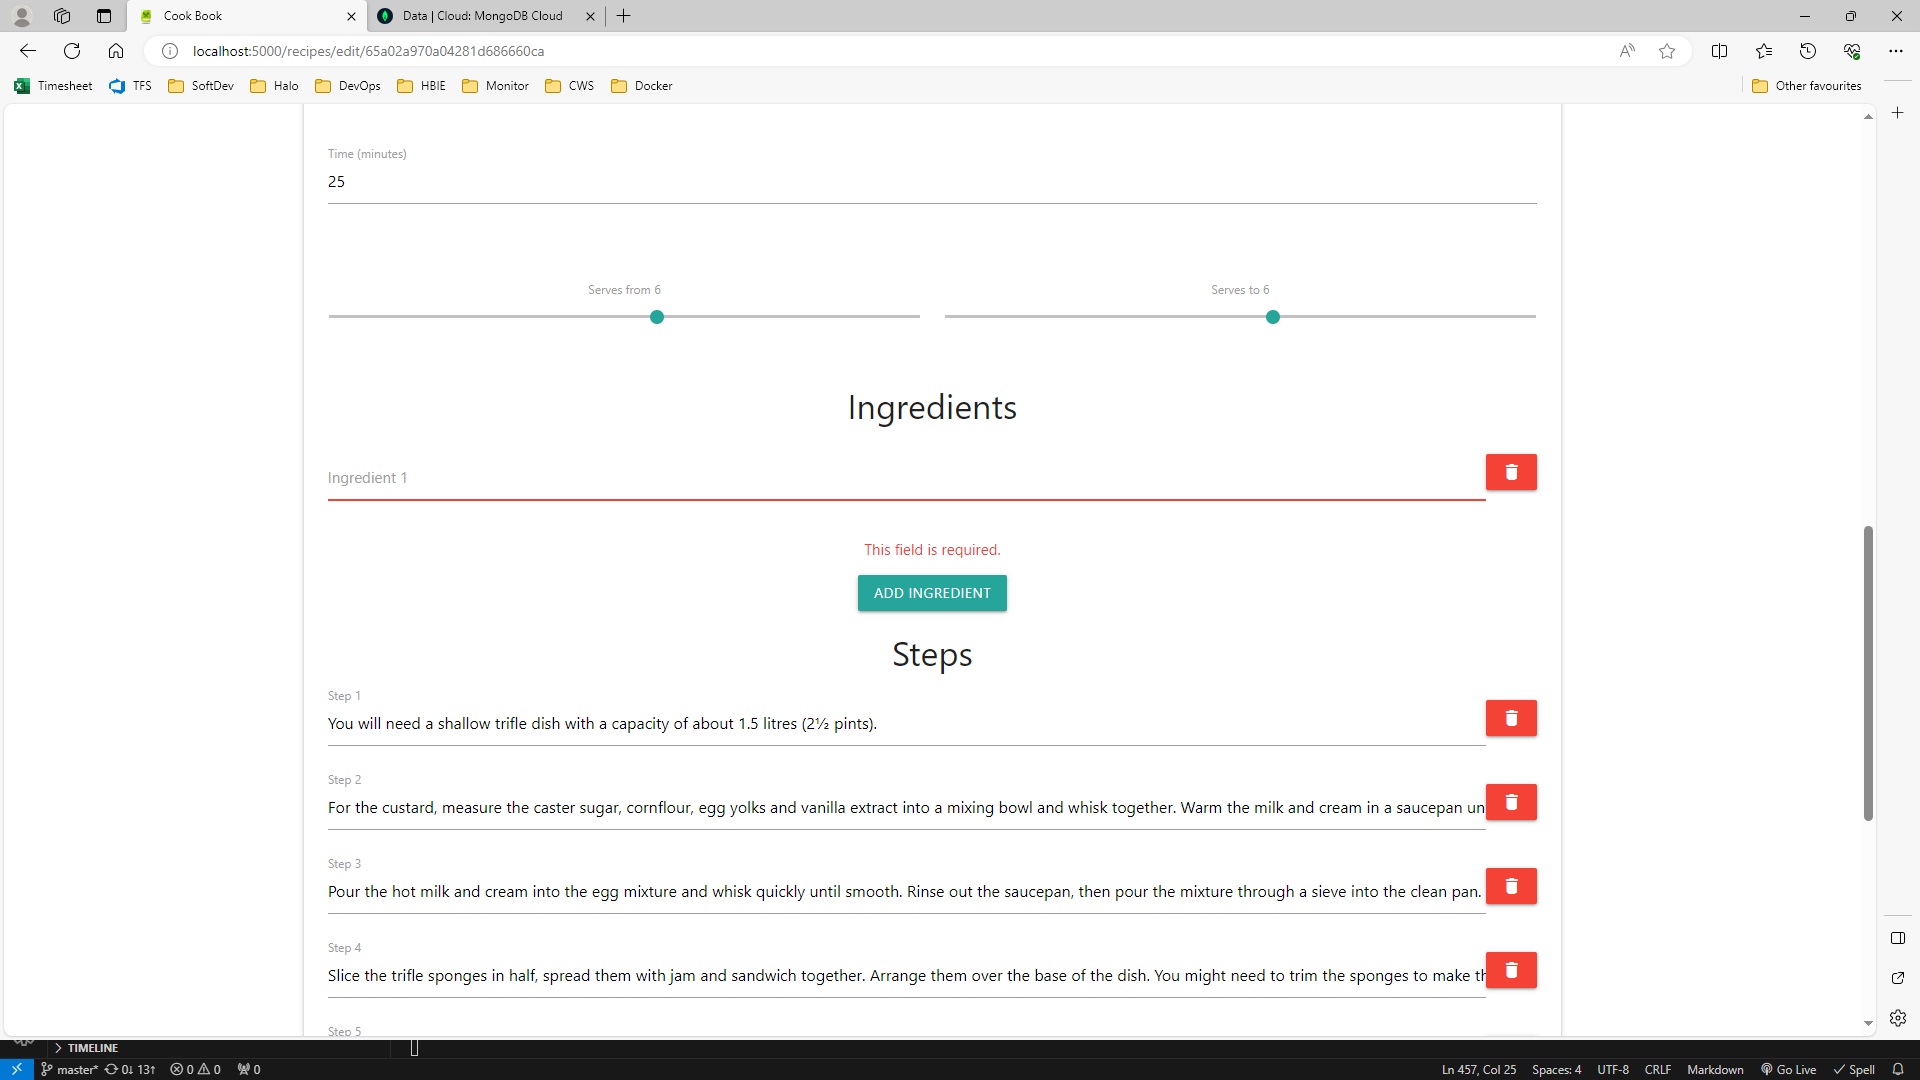 Cook Book
Data | Cloud: MongoDB Cloud
localhost:5000/recipes/edit/65a02a970a04281d686660ca
Timesheet
TFS
SoftDev
Halo
DevOps
HBIE
Monitor
CWS
Docker
Other favourites
Time (minutes)
25
Serves from 6
Serves to 6
Ingredients
Ingredient 1
This field is required.
ADD INGREDIENT
Steps
Step 1
You will need a shallow trifle dish with a capacity of about 1.5 litres (2½ pints).
Step 2
For the custard, measure the caster sugar, cornflour, egg yolks and vanilla extract into a mixing bowl and whisk together. Warm the milk and cream in a saucepan un
Step 3
Pour the hot milk and cream into the egg mixture and whisk quickly until smooth. Rinse out the saucepan, then pour the mixture through a sieve into the clean pan.
Step 4
Slice the trifle sponges in half, spread them with jam and sandwich together. Arrange them over the base of the dish. You might need to trim the sponges to make th
Step 5
TIMELINE
master* 0↓ 13↑ 0 0 0
Ln 457, Col 25 Spaces: 4 UTF-8 CRLF Markdown Go Live Spell